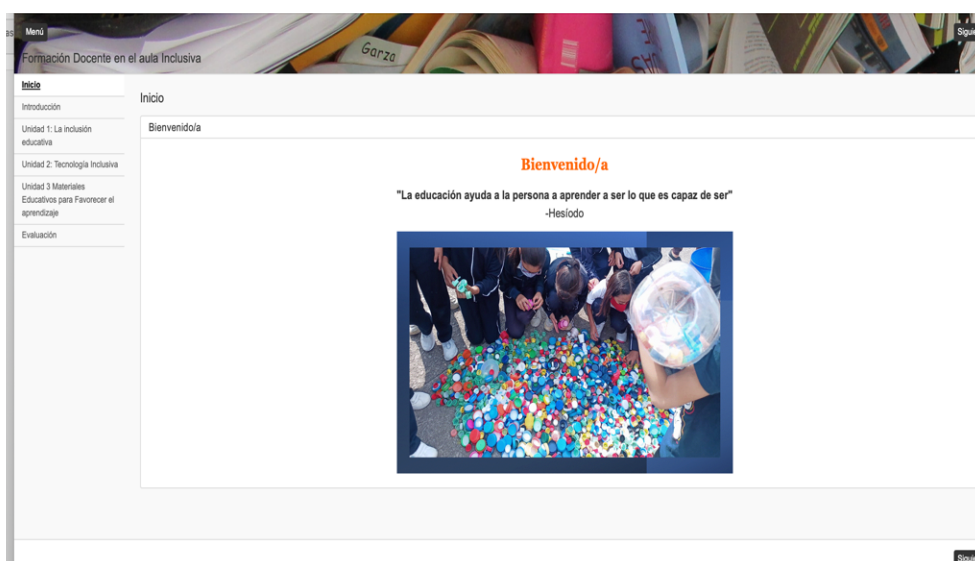 Menú
Garza
Formación Docente en el aula Inclusiva
Inicio
Introducción
Unidad 1: La inclusión
educativa
Unidad 2: Tecnología Inclusiva
Unidad 3 Materiales
Educativos para Favorecer el
aprendizaje
Evaluación
Inicio
Bienvenido/a
Bienvenido/a
"La educación ayuda a la persona a aprender a ser lo que es capaz de ser"
-Hesíodo